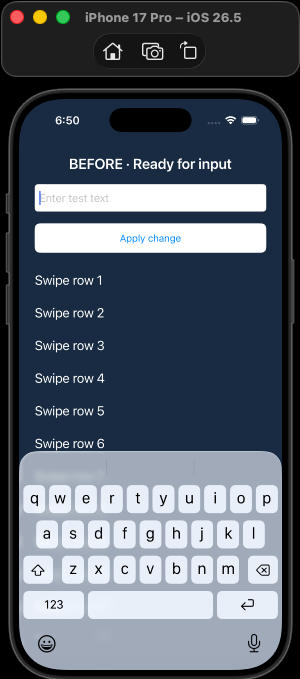 iPhone 17 Pro – iOS 26.5
6:50
BEFORE · Ready for input
Enter test text
Apply change
Swipe row 1
Swipe row 2
Swipe row 3
Swipe row 4
Swipe row 5
Swipe row 6
q w e r t y u i o p
a s d f g h j k l
z x c v b n m
123